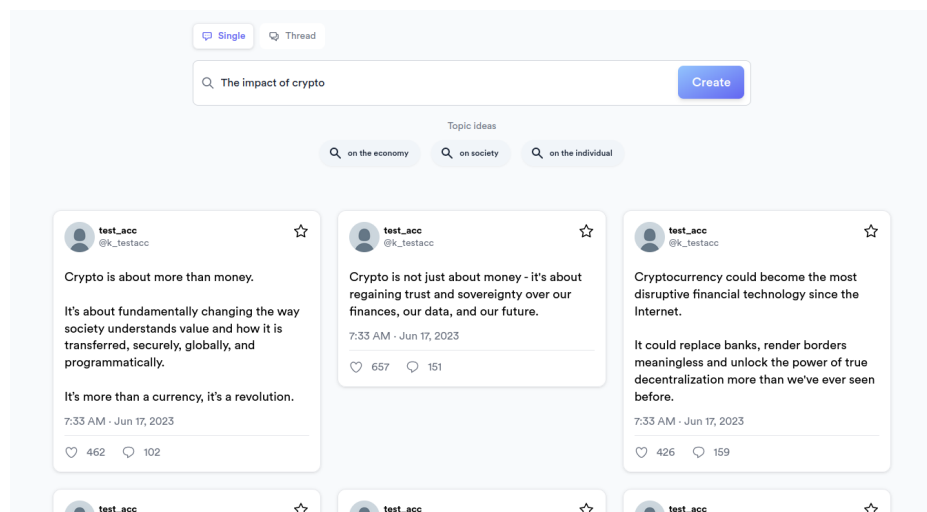 Single
Thread
The impact of crypto
Create
Topic ideas
on the economy
on society
on the individual
test_acc
@k_testacc
Crypto is about more than money.
It's about fundamentally changing the way
society understands value and how it is
transferred, securely, globally, and
programmatically.
It's more than a currency, it's a revolution.
7:33 AM · Jun 17, 2023
462
102
test_acc
@k_testacc
Crypto is not just about money - it's about
regaining trust and sovereignty over our
finances, our data, and our future.
7:33 AM · Jun 17, 2023
657
151
test_acc
@k_testacc
Cryptocurrency could become the most
disruptive financial technology since the
Internet.
It could replace banks, render borders
meaningless and unlock the power of true
decentralization more than we've ever seen
before.
7:33 AM · Jun 17, 2023
426
159
test_acc
test_acc
test_acc